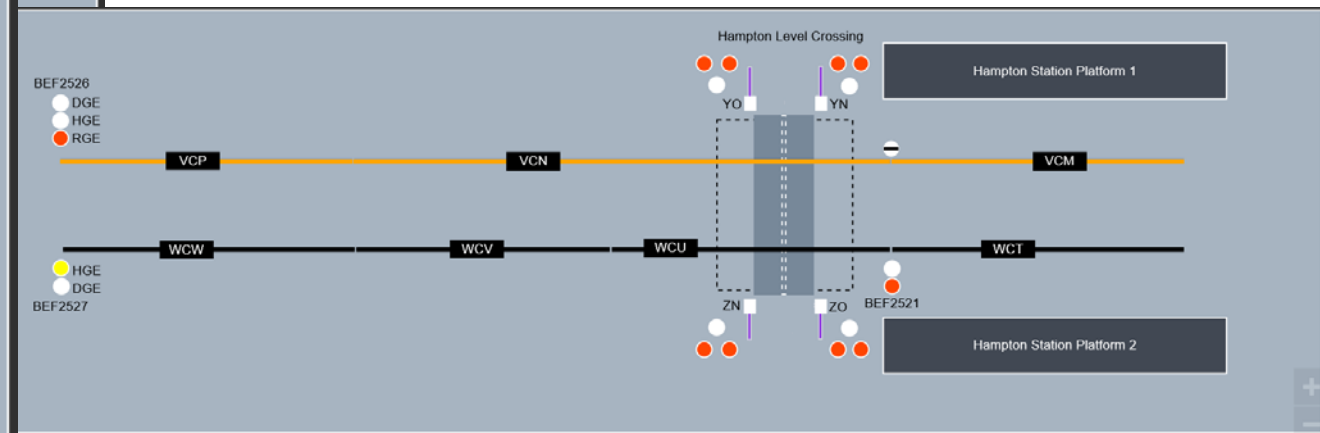 Hampton Level Crossing
Hampton Station Platform 1
BEF2526
DGE
HGE
RGE
YO
YN
VCP
VCN
VCM
WCW
WCV
WCU
WCT
HGE
DGE
BEF2527
ZN
ZO
BEF2521
Hampton Station Platform 2